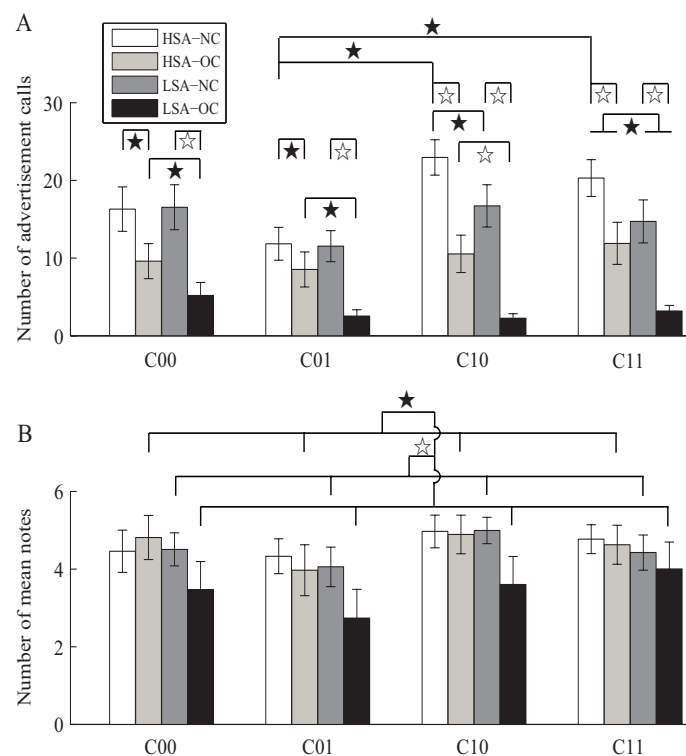 A
HSA−NC
HSA−OC
LSA−NC
LSA−OC
Number of advertisement calls
30
20
10
0
C00 C01 C10 C11
B
Number of mean notes
6
4
2
0
C00 C01 C10 C11